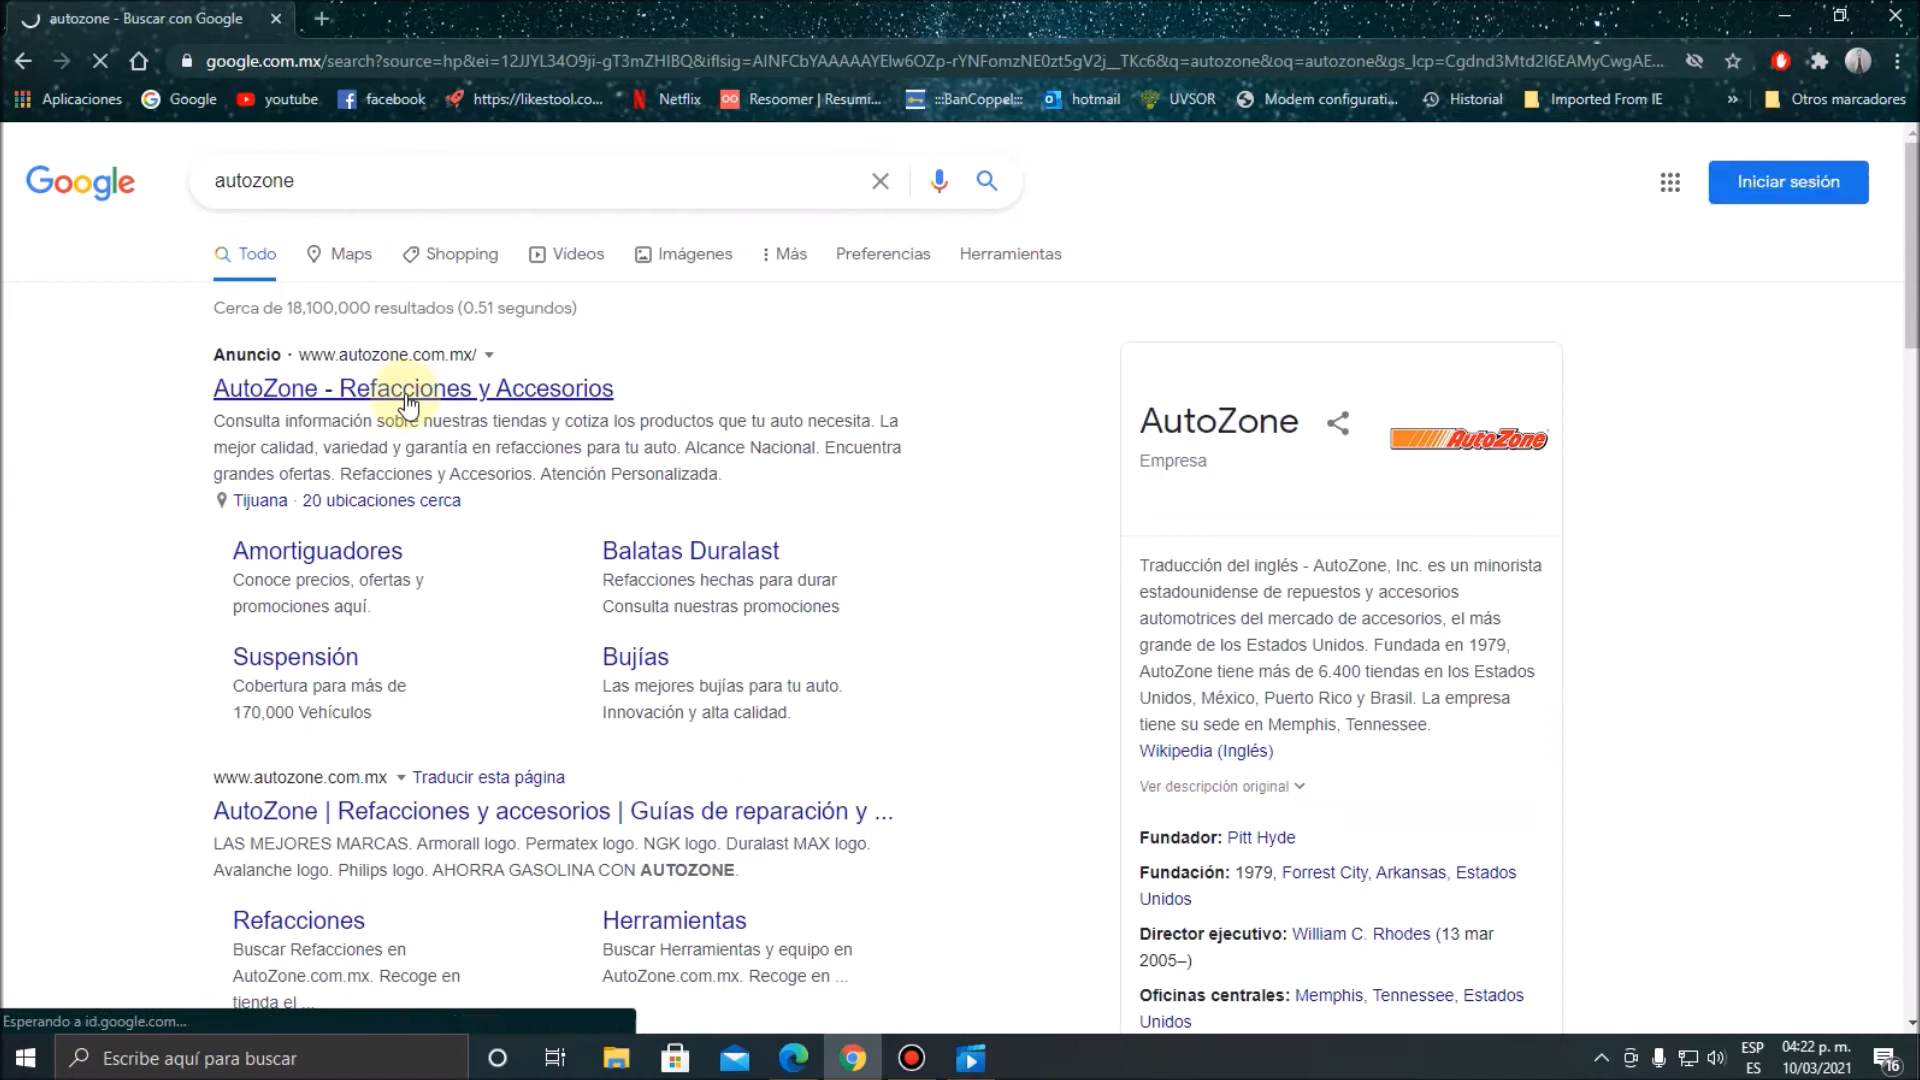 autozone - Buscar con Google
google.com.mx/search?source=hp&ei=12JJYL34O9ji-gT3mZHIBQ&iflsig=AINFCbYAAAAAYElw6OZp-rYNFomzNE0zt5gV2j__TKc6&q=autozone&oq=autozone&gs_lcp=Cgdnd3Mtd2l6EAMyCwgAE...
Aplicaciones Google youtube facebook https://likestool.co... Netflix Resoomer | Resumi... :::BanCoppel::: hotmail UVSOR Modem configurati... Historial Imported From IE » Otros marcadores
Google
autozone
Iniciar sesión
Todo Maps Shopping Vídeos Imágenes Más Preferencias Herramientas
Cerca de 18,100,000 resultados (0.51 segundos)
Anuncio · www.autozone.com.mx/
AutoZone - Refacciones y Accesorios
Consulta información sobre nuestras tiendas y cotiza los productos que tu auto necesita. La
mejor calidad, variedad y garantía en refacciones para tu auto. Alcance Nacional. Encuentra
grandes ofertas. Refacciones y Accesorios. Atención Personalizada.
Tijuana · 20 ubicaciones cerca
Amortiguadores
Conoce precios, ofertas y
promociones aquí.
Balatas Duralast
Refacciones hechas para durar
Consulta nuestras promociones
Suspensión
Cobertura para más de
170,000 Vehículos
Bujías
Las mejores bujías para tu auto.
Innovación y alta calidad.
www.autozone.com.mx Traducir esta página
AutoZone | Refacciones y accesorios | Guías de reparación y ...
LAS MEJORES MARCAS. Armorall logo. Permatex logo. NGK logo. Duralast MAX logo.
Avalanche logo. Philips logo. AHORRA GASOLINA CON AUTOZONE.
Refacciones
Buscar Refacciones en
AutoZone.com.mx. Recoge en
tienda el ...
Herramientas
Buscar Herramientas y equipo en
AutoZone.com.mx. Recoge en ...
AutoZone
Empresa
AutoZone
Traducción del inglés - AutoZone, Inc. es un minorista
estadounidense de repuestos y accesorios
automotrices del mercado de accesorios, el más
grande de los Estados Unidos. Fundada en 1979,
AutoZone tiene más de 6.400 tiendas en los Estados
Unidos, México, Puerto Rico y Brasil. La empresa
tiene su sede en Memphis, Tennessee.
Wikipedia (Inglés)
Ver descripción original
Fundador: Pitt Hyde
Fundación: 1979, Forrest City, Arkansas, Estados
Unidos
Director ejecutivo: William C. Rhodes (13 mar
2005–)
Oficinas centrales: Memphis, Tennessee, Estados
Unidos
Esperando a id.google.com...
Escribe aquí para buscar
ESP
ES
04:22 p. m.
10/03/2021
16